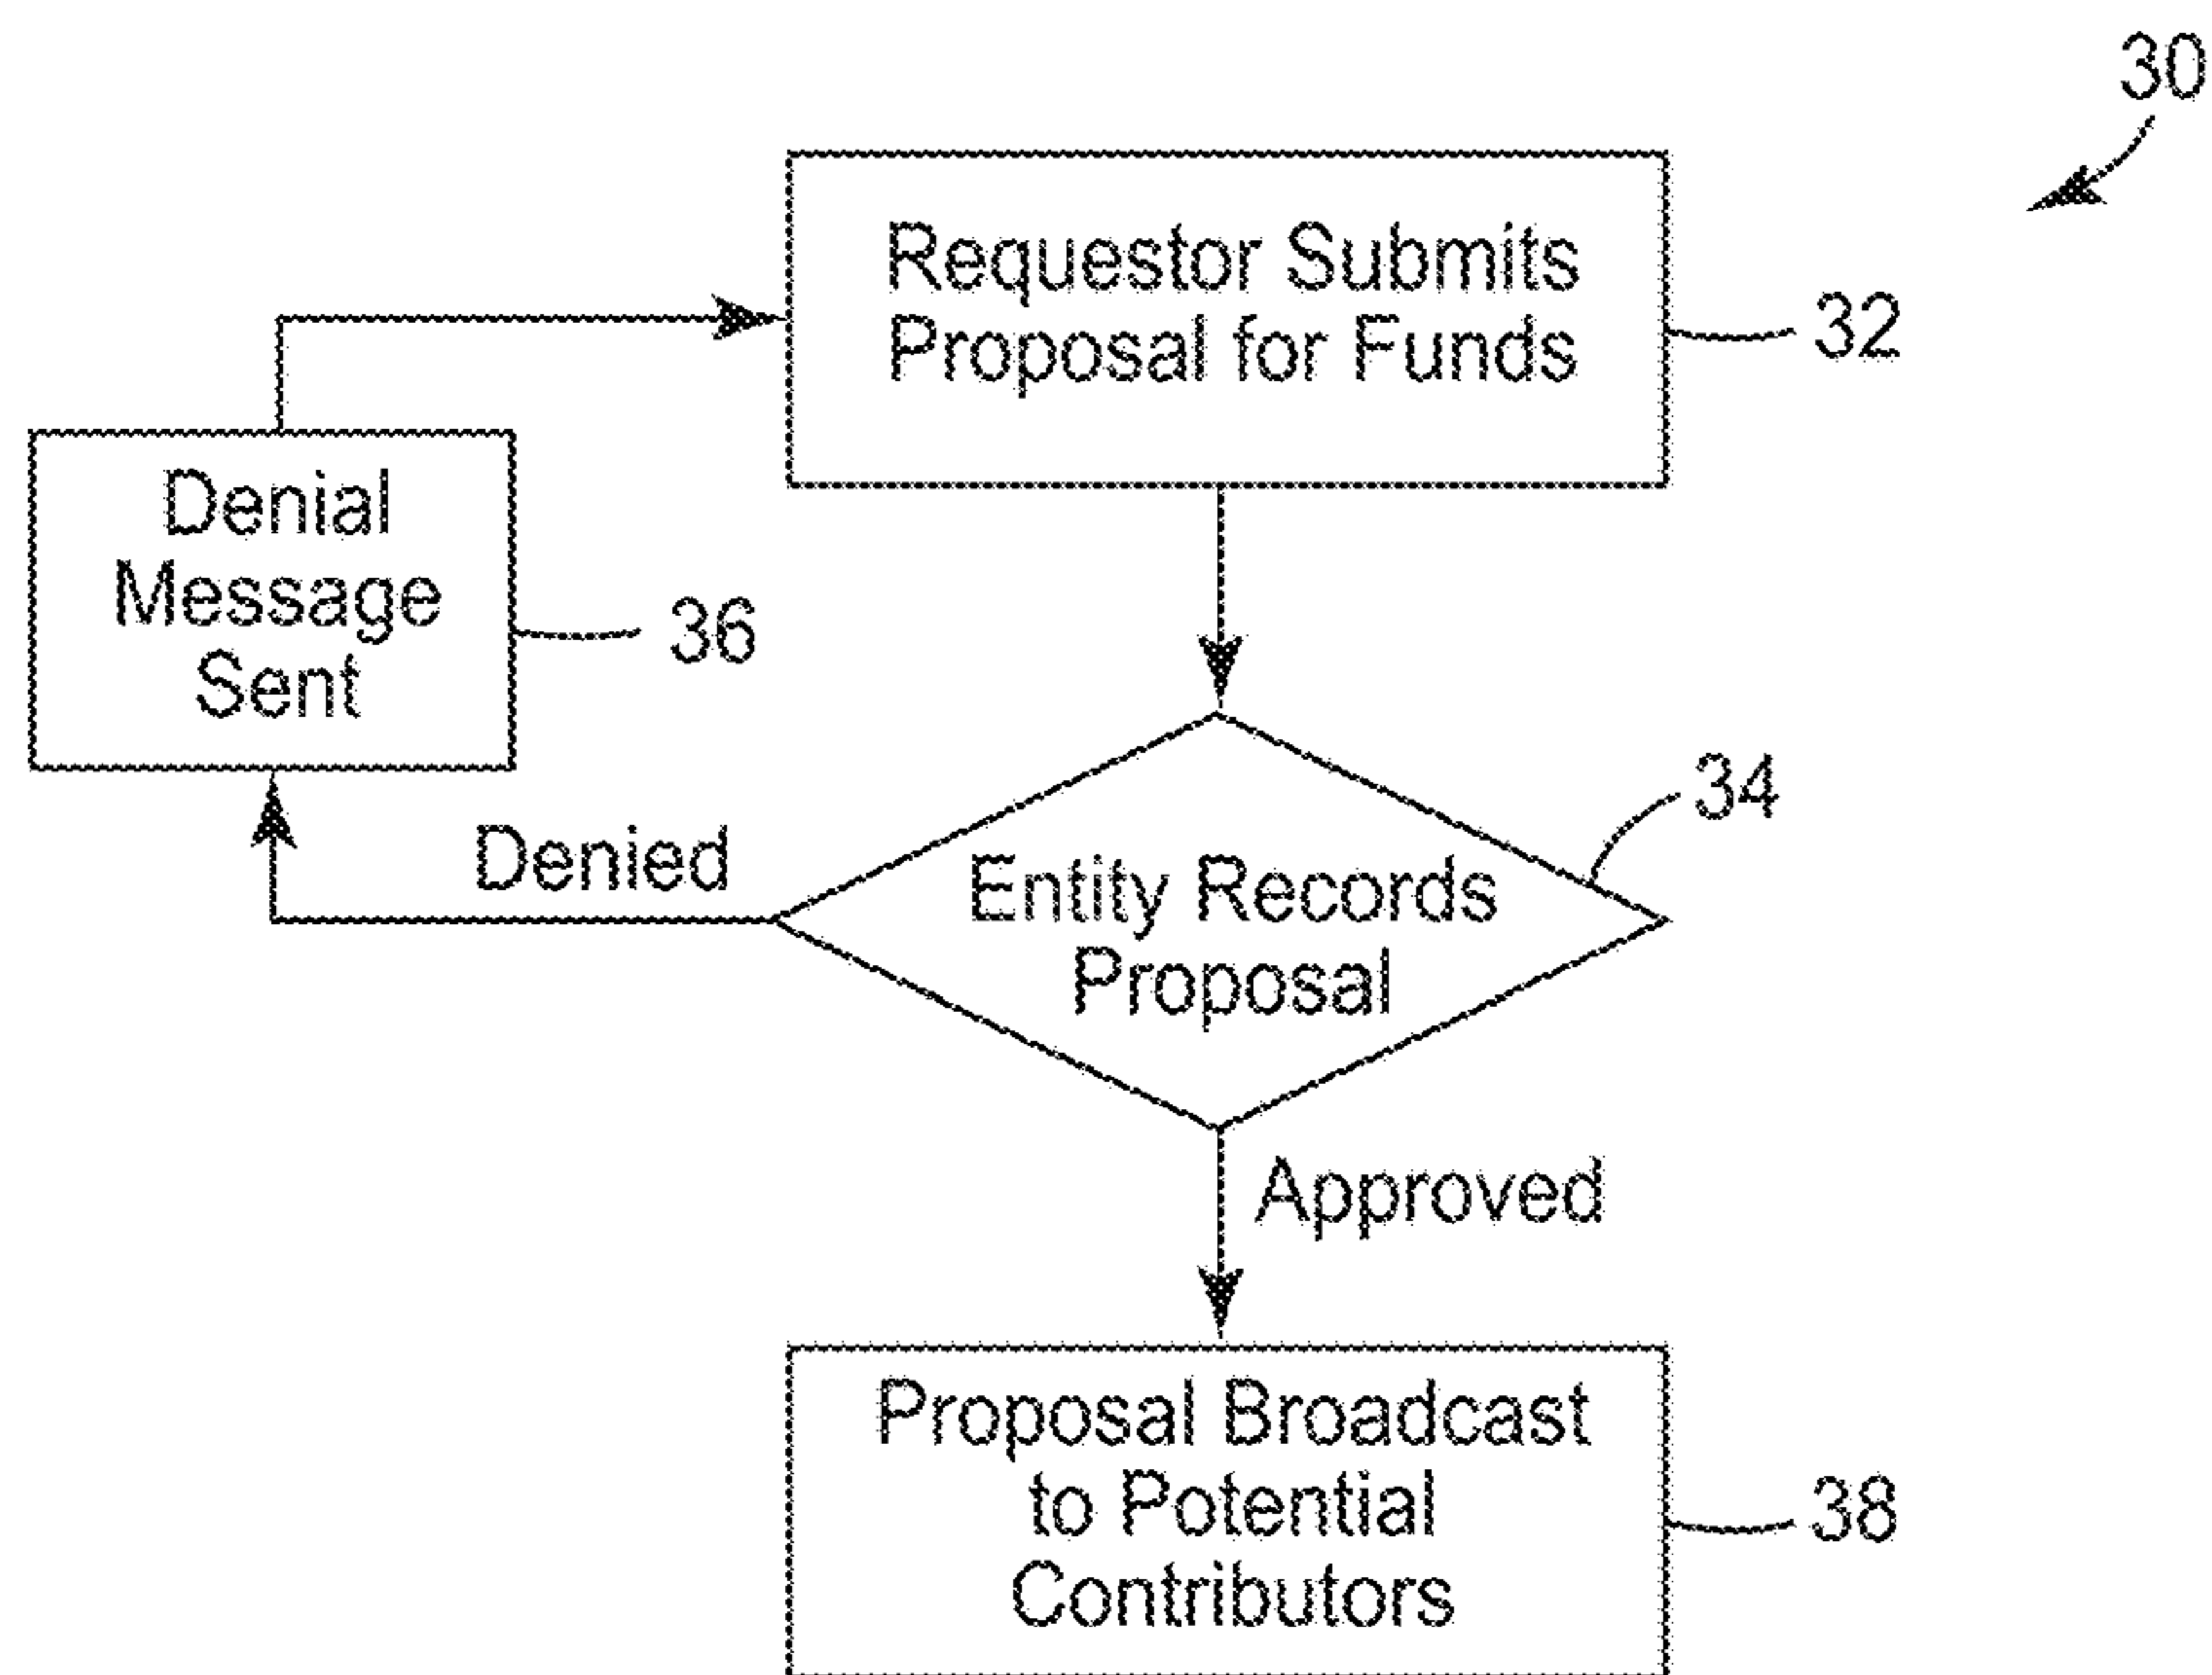 30
Requestor Submits
Proposal for Funds
32
Denial
Message
Sent
36
34
Denied
Entity Records
Proposal
Approved
Proposal Broadcast
to Potential
Contributors
38